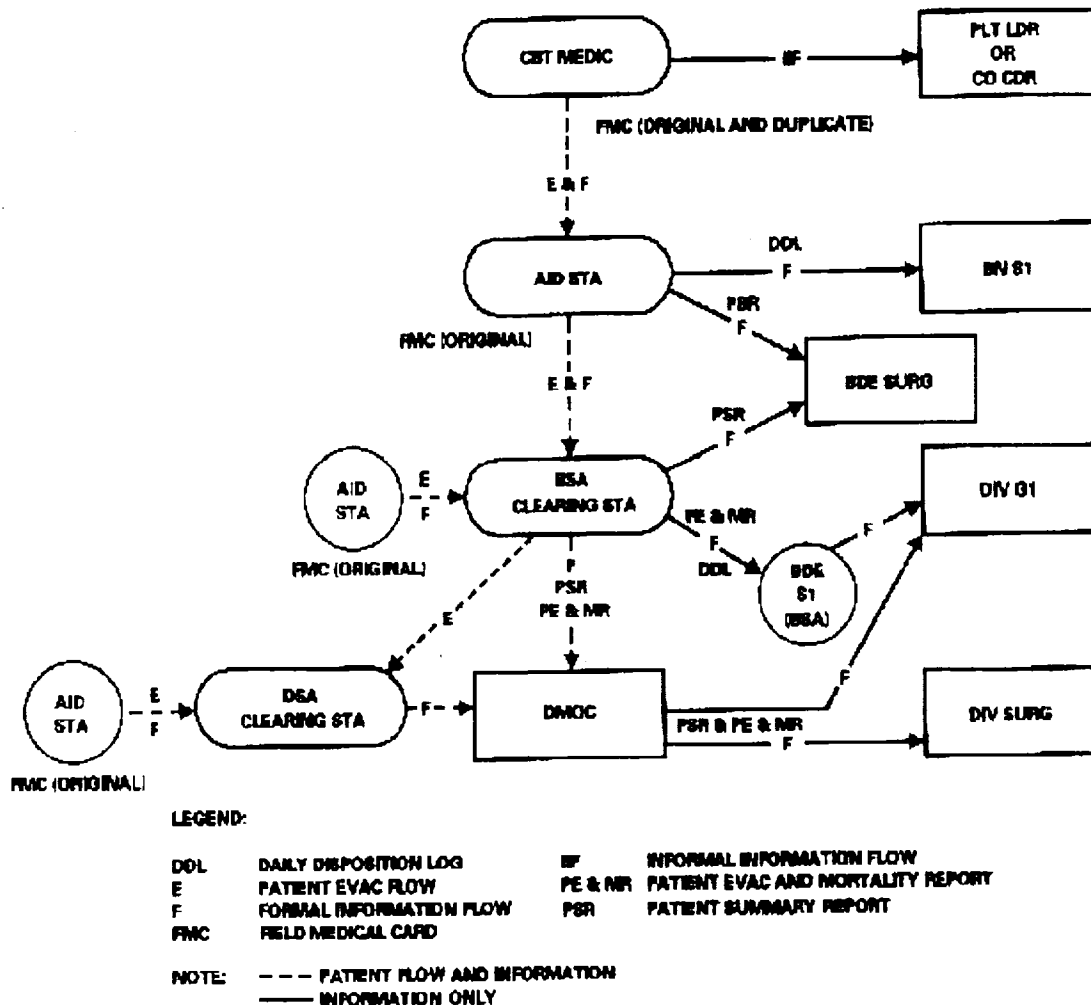 CBT MEDIC
IIF
PLT LDR
OR
CO CDR
FMC (ORIGINAL AND DUPLICATE)
E & F
AID STA
DDL
F
BN S1
PSR
F
FMC (ORIGINAL)
E & F
BDE SURG
PSR
F
AID
STA
E
F
BSA
CLEARING STA
DIV G1
FMC (ORIGINAL)
PE & MR
F
DDL
F
BDE
S1
(BSA)
F
PSR
PE & MR
E
AID
STA
E
F
DSA
CLEARING STA
F
DMOC
F
PSR & PE & MR
F
DIV SURG
FMC (ORIGINAL)
LEGEND:
DDL DAILY DISPOSITION LOG
E PATIENT EVAC FLOW
F FORMAL INFORMATION FLOW
FMC FIELD MEDICAL CARD
IIF INFORMAL INFORMATION FLOW
PE & MR PATIENT EVAC AND MORTALITY REPORT
PSR PATIENT SUMMARY REPORT
NOTE: --- PATIENT FLOW AND INFORMATION
—— INFORMATION ONLY